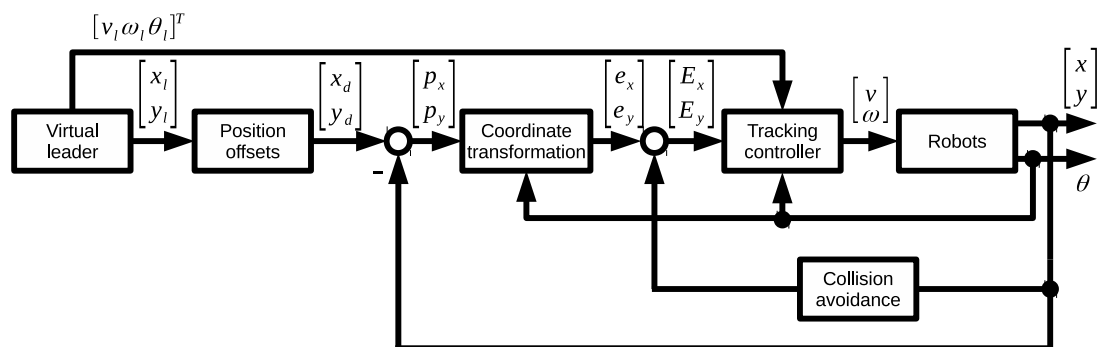 [v_l ω_l θ_l]^T
[x_l y_l]
[x_d y_d]
[p_x p_y]
[e_x e_y]
[E_x E_y]
[v ω]
[x y]
Virtual
leader
Position
offsets
-
Coordinate
transformation
Tracking
controller
Robots
θ
Collision
avoidance